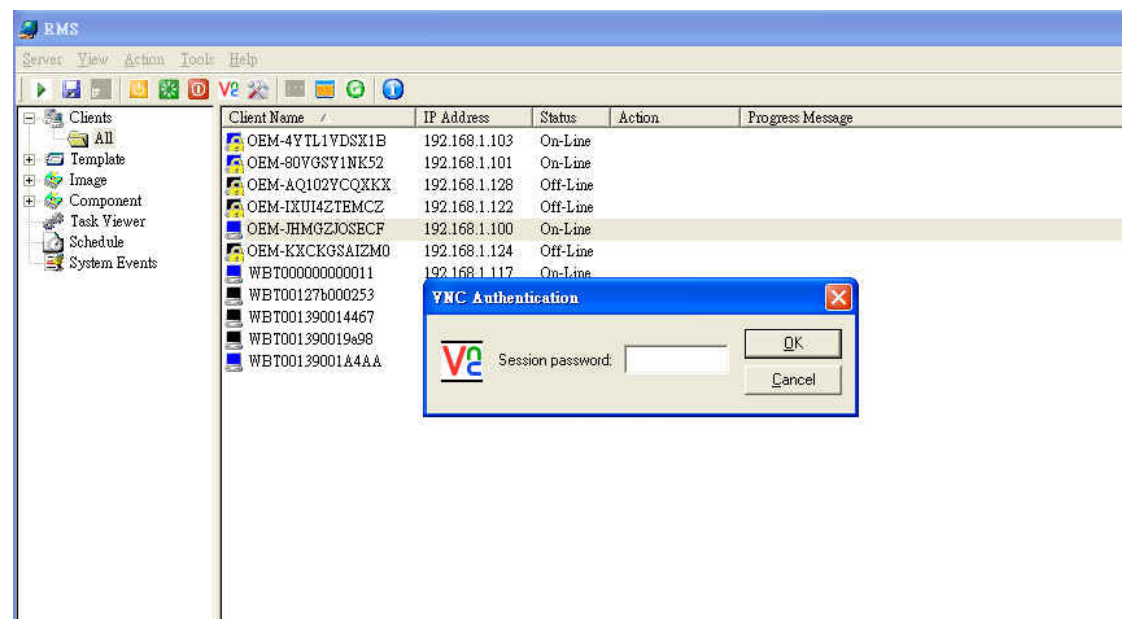 RMS
Server View Action Tools Help
Clients
All
Template
Image
Component
Task Viewer
Schedule
System Events
Client Name IP Address Status Action Progress Message
OEM-4YTL1VDSX1B 192.168.1.103 On-Line
OEM-80VGSY1NK52 192.168.1.101 On-Line
OEM-AQ102YCQXKX 192.168.1.128 Off-Line
OEM-IXUI4ZTEMCZ 192.168.1.122 Off-Line
OEM-JHMGZJOSECF 192.168.1.100 On-Line
OEM-KXCKGSAIZM0 192.168.1.124 Off-Line
WBT000000000011 192.168.1.117 On-Line
WBT00127b000253
WBT001390014467
WBT001390019a98
WBT00139001A4AA
VNC Authentication
Session password:
OK
Cancel